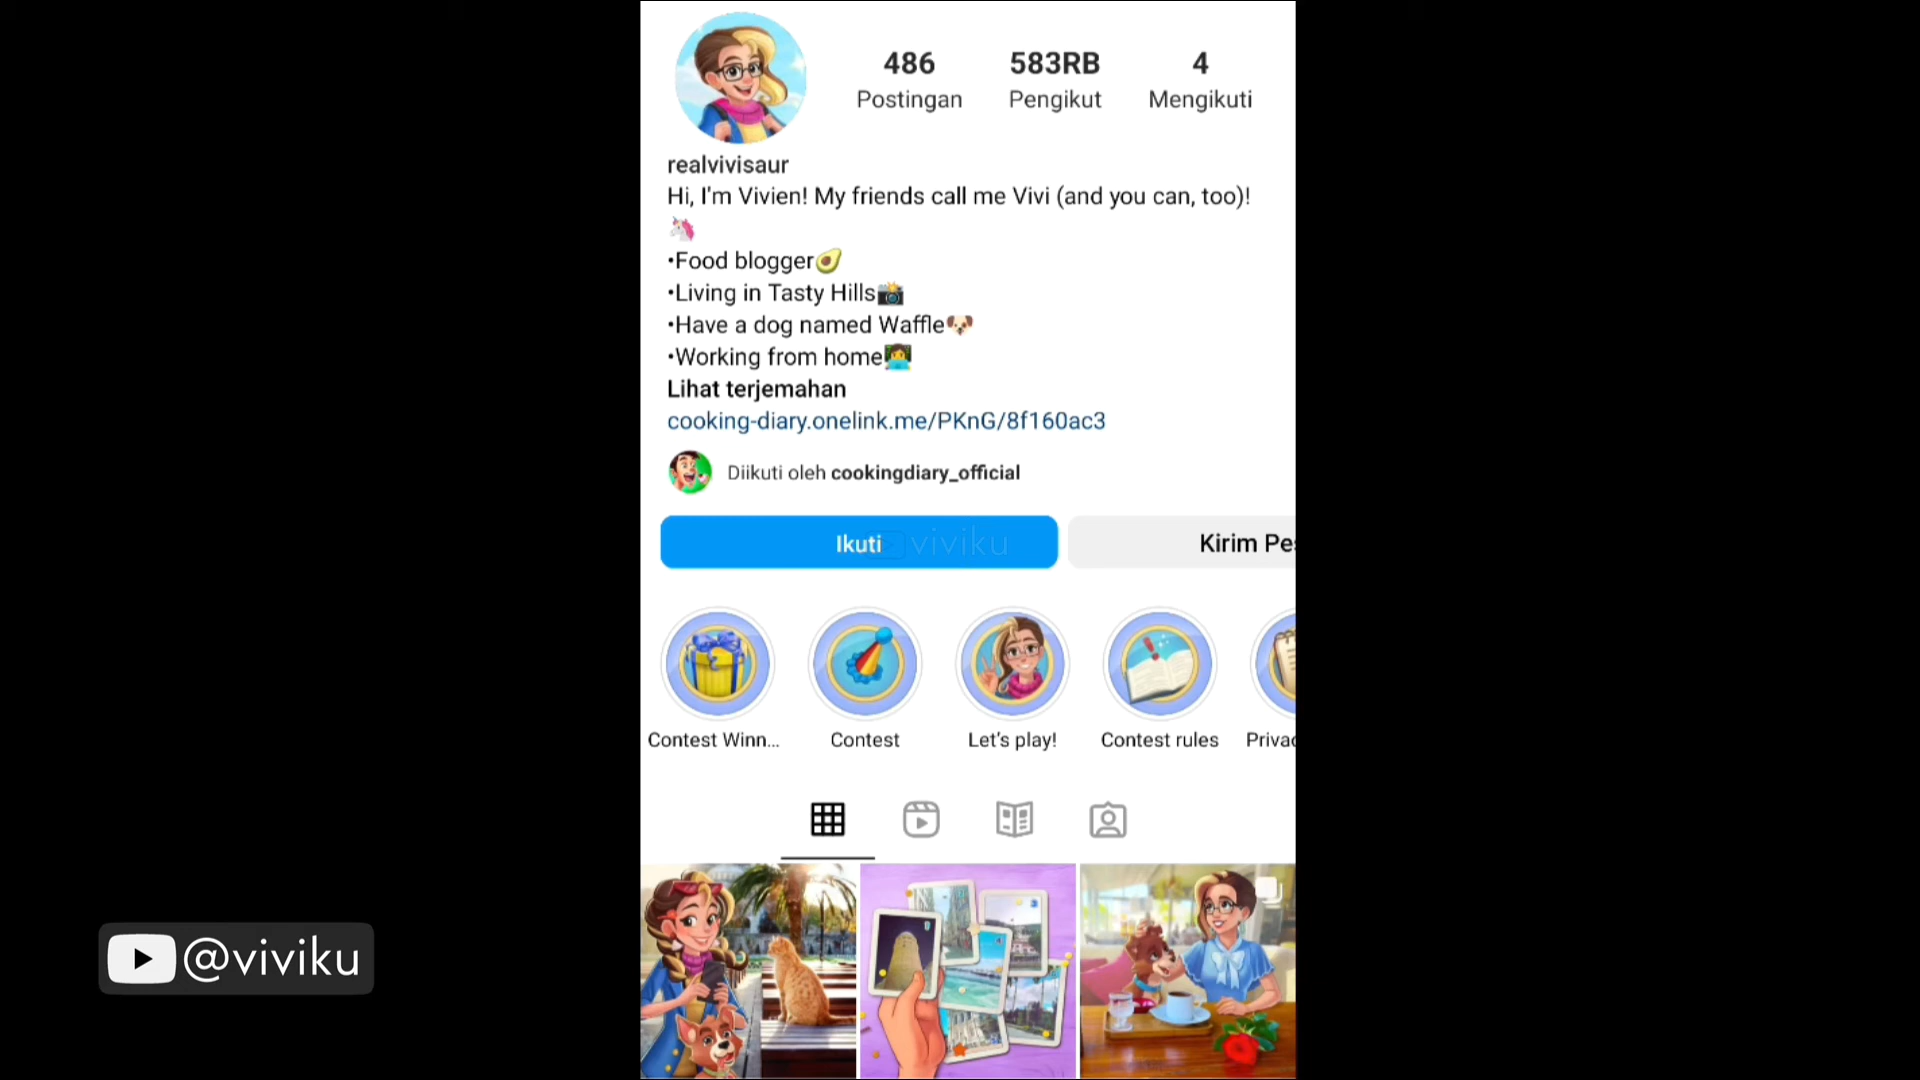 486 583RB 4
Postingan Pengikut Mengikuti
realvivisaur
Hi, I'm Vivien! My friends call me Vivi (and you can, too)!
🦄
•Food blogger🥑
•Living in Tasty Hills📸
•Have a dog named Waffle🐶
•Working from home👩‍💻
Lihat terjemahan
cooking-diary.onelink.me/PKnG/8f160ac3
Diikuti oleh cookingdiary_official
Ikuti
viviku
Kirim Pes
Contest Winn... Contest Let's play! Contest rules Privac
@viviku